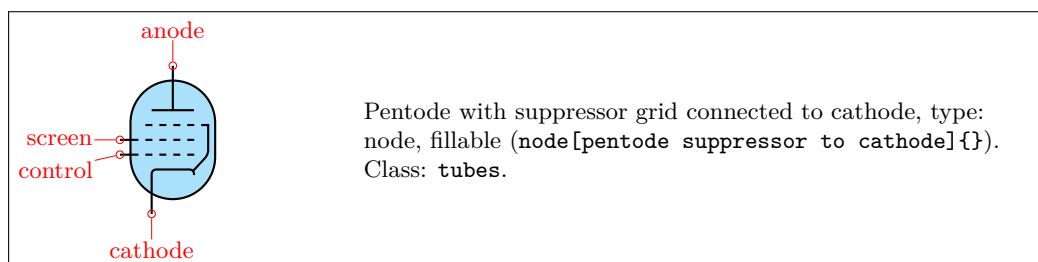 anode
screen
control
cathode
Pentode with suppressor grid connected to cathode, type:
node, fillable (node[pentode suppressor to cathode]{}).
Class: tubes.